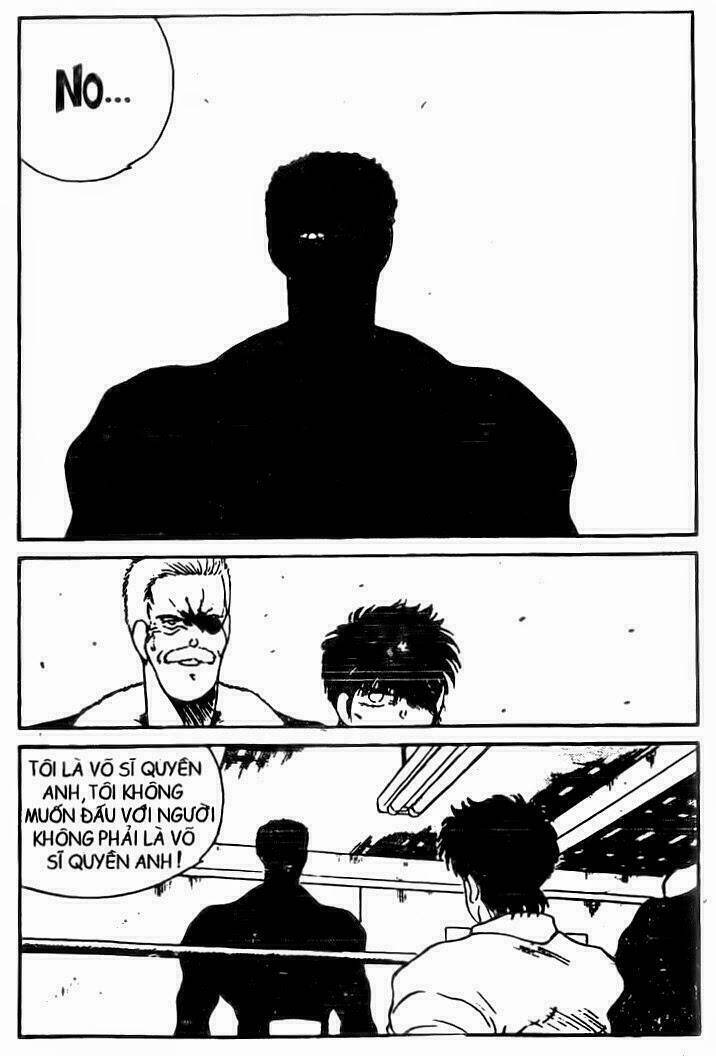 NO...
TÔI LÀ VÕ SĨ QUYỀN
ANH, TÔI KHÔNG
MUỐN ĐẤU VỚI NGƯỜI
KHÔNG PHẢI LÀ VÕ
SĨ QUYỀN ANH!